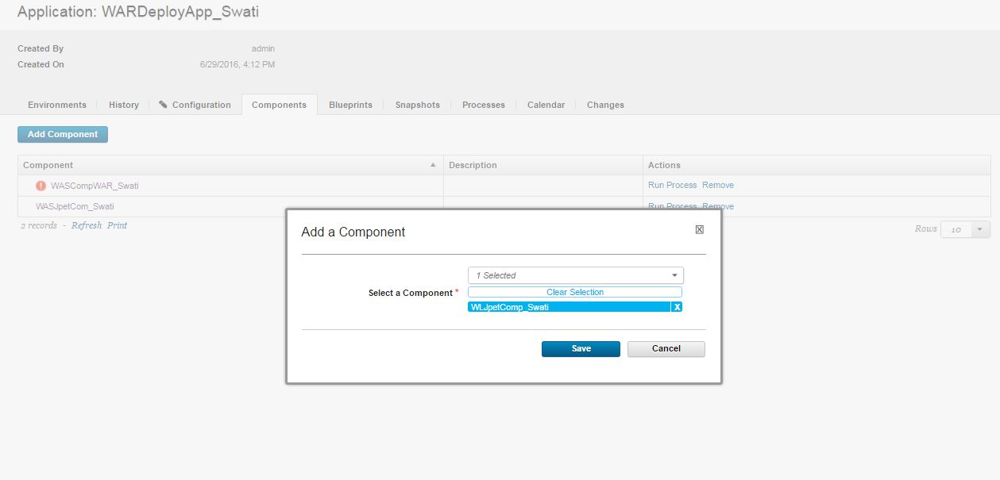 Application: WARDeployApp_Swati
Created By admin
Created On 6/29/2016, 4:12 PM
Environments History Configuration Components Blueprints Snapshots Processes Calendar Changes
Add Component
Component Description Actions
WASCompWAR_Swati Run Process Remove
WASJpetCom_Swati Run Process Remove
2 records - Refresh Print Rows 10
Add a Component
1 Selected
Select a Component * Clear Selection
WLJpetComp_Swati X
Save Cancel